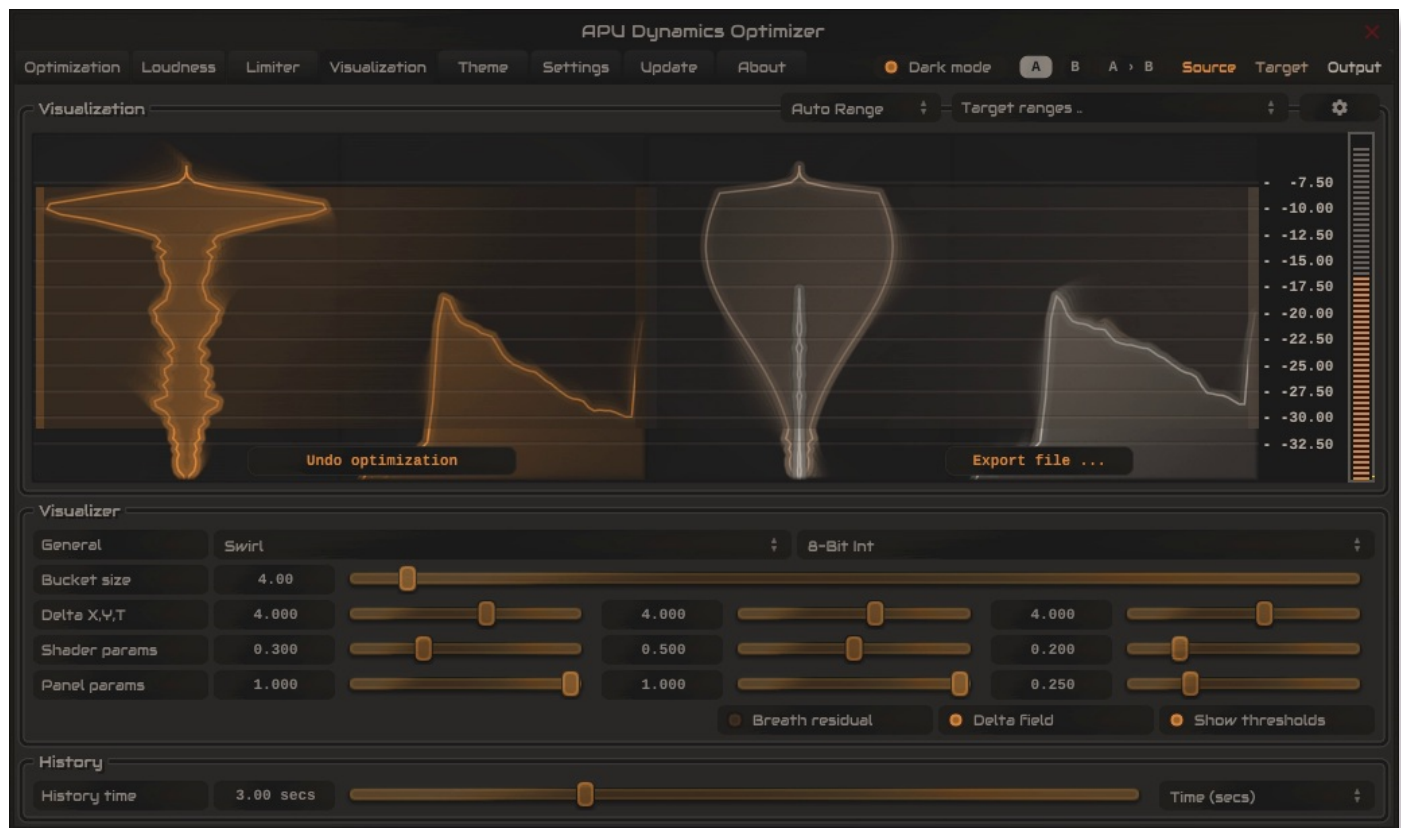 APU Dynamics Optimizer
Optimization Loudness Limiter Visualization Theme Settings Update About Dark mode A B A › B Source Target Output
Visualization Auto Range Target ranges ..
- -7.50
- -10.00
- -12.50
- -15.00
- -17.50
- -20.00
- -22.50
- -25.00
- -27.50
- -30.00
- -32.50
Undo optimization Export file ...
Visualizer
General Swirl 8-Bit Int
Bucket size 4.00
Delta X,Y,T 4.000 4.000 4.000
Shader params 0.300 0.500 0.200
Panel params 1.000 1.000 0.250
Breath residual Delta field Show thresholds
History
History time 3.00 secs Time (secs)